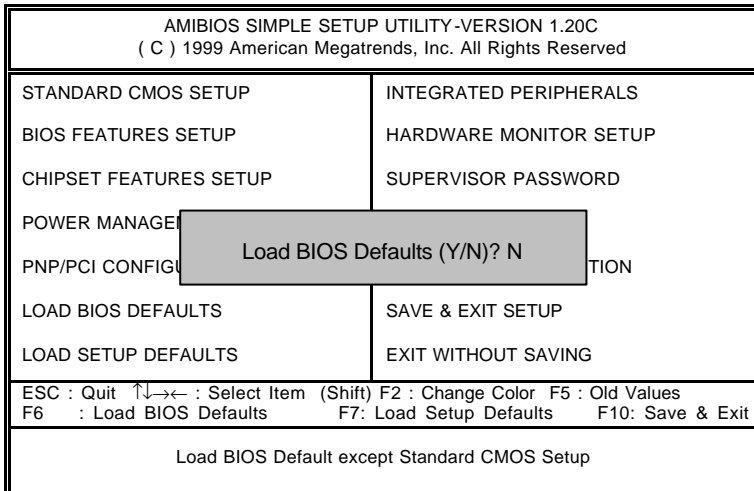 AMIBIOS SIMPLE SETUP UTILITY-VERSION 1.20C
( C ) 1999 American Megatrends, Inc. All Rights Reserved
STANDARD CMOS SETUP
INTEGRATED PERIPHERALS
BIOS FEATURES SETUP
HARDWARE MONITOR SETUP
CHIPSET FEATURES SETUP
SUPERVISOR PASSWORD
POWER
Load BIOS Defaults (Y/N)? N
PNP/PCI
LOAD BIOS DEFAULTS
SAVE & EXIT SETUP
LOAD SETUP DEFAULTS
EXIT WITHOUT SAVING
ESC : Quit ↑↓→← : Select Item (Shift) F2 : Change Color F5 : Old Values
F6 : Load BIOS Defaults F7: Load Setup Defaults F10: Save & Exit
Load BIOS Default except Standard CMOS Setup